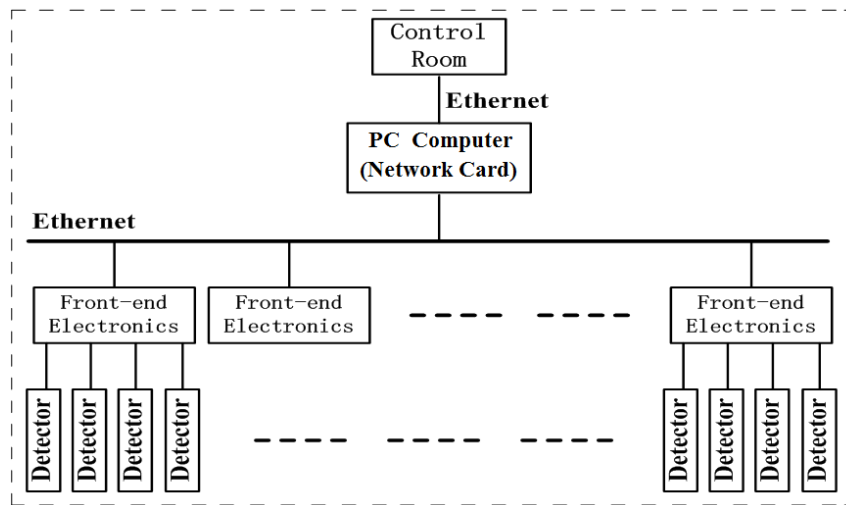 Control
Room
Ethernet
PC Computer
(Network Card)
Ethernet
Front-end
Electronics
Front-end
Electronics
Front-end
Electronics
Detector
Detector
Detector
Detector
Detector
Detector
Detector
Detector